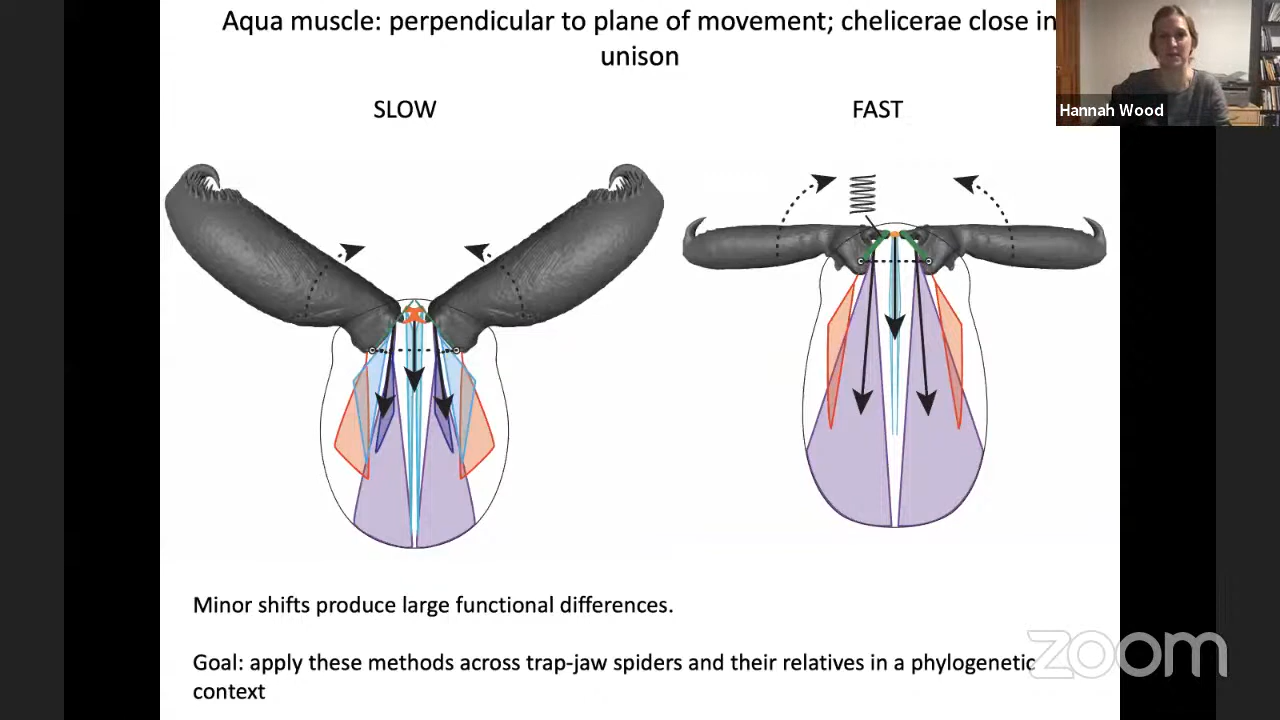 Aqua muscle: perpendicular to plane of movement; chelicerae close in
unison
Hannah Wood
SLOW
FAST
Minor shifts produce large functional differences.
Goal: apply these methods across trap-jaw spiders and their relatives in a phylogenetic
context
zoom